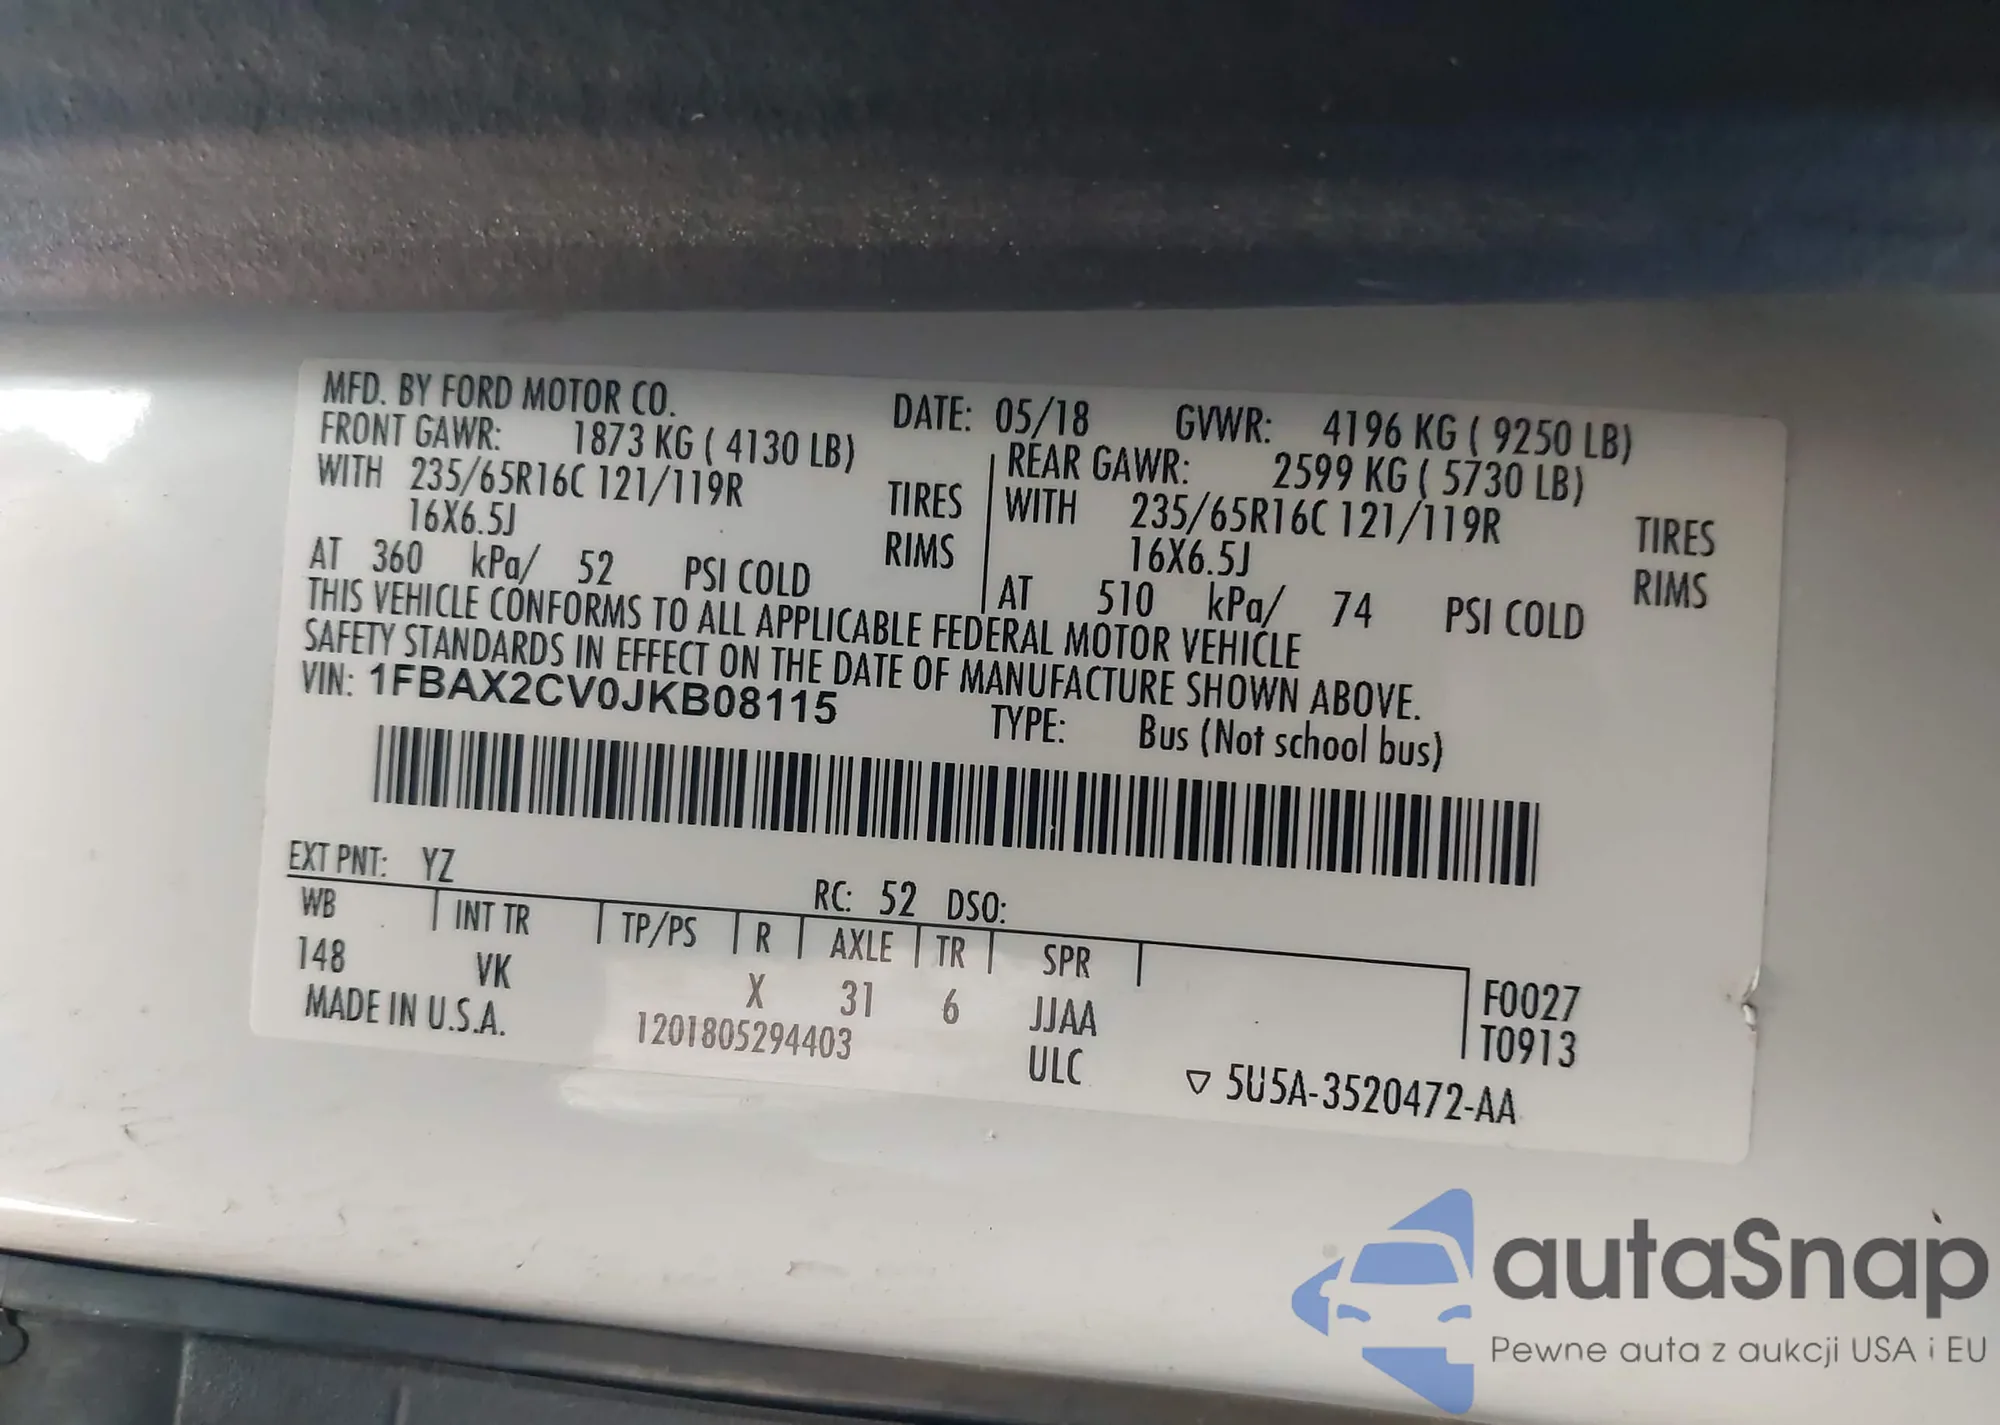 MFD. BY FORD MOTOR CO. DATE: 05/18 GVWR: 4196 KG ( 9250 LB)
FRONT GAWR: 1873 KG ( 4130 LB) REAR GAWR: 2599 KG ( 5730 LB)
WITH 235/65R16C 121/119R TIRES WITH 235/65R16C 121/119R TIRES
16X6.5J RIMS 16X6.5J RIMS
AT 360 kPa/ 52 PSI COLD AT 510 kPa/ 74 PSI COLD
THIS VEHICLE CONFORMS TO ALL APPLICABLE FEDERAL MOTOR VEHICLE
SAFETY STANDARDS IN EFFECT ON THE DATE OF MANUFACTURE SHOWN ABOVE.
VIN: 1FBAX2CV0JKB08115 TYPE: Bus (Not school bus)
EXT PNT: YZ RC: 52 DSO:
WB INT TR TP/PS R AXLE TR SPR F0027
148 VK X 31 6 JJAA T0913
MADE IN U.S.A. 1201805294403 ULC ▽ 5U5A-3520472-AA
autaSnap
Pewne auta z aukcji USA i EU